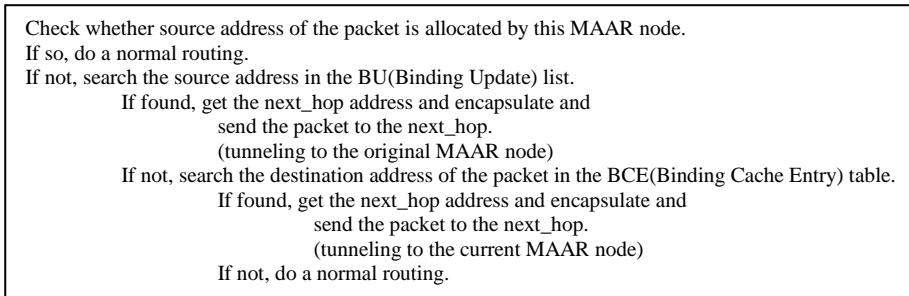 Check whether source address of the packet is allocated by this MAAR node.
If so, do a normal routing.
If not, search the source address in the BU(Binding Update) list.
If found, get the next_hop address and encapsulate and
send the packet to the next_hop.
(tunneling to the original MAAR node)
If not, search the destination address of the packet in the BCE(Binding Cache Entry) table.
If found, get the next_hop address and encapsulate and
send the packet to the next_hop.
(tunneling to the current MAAR node)
If not, do a normal routing.